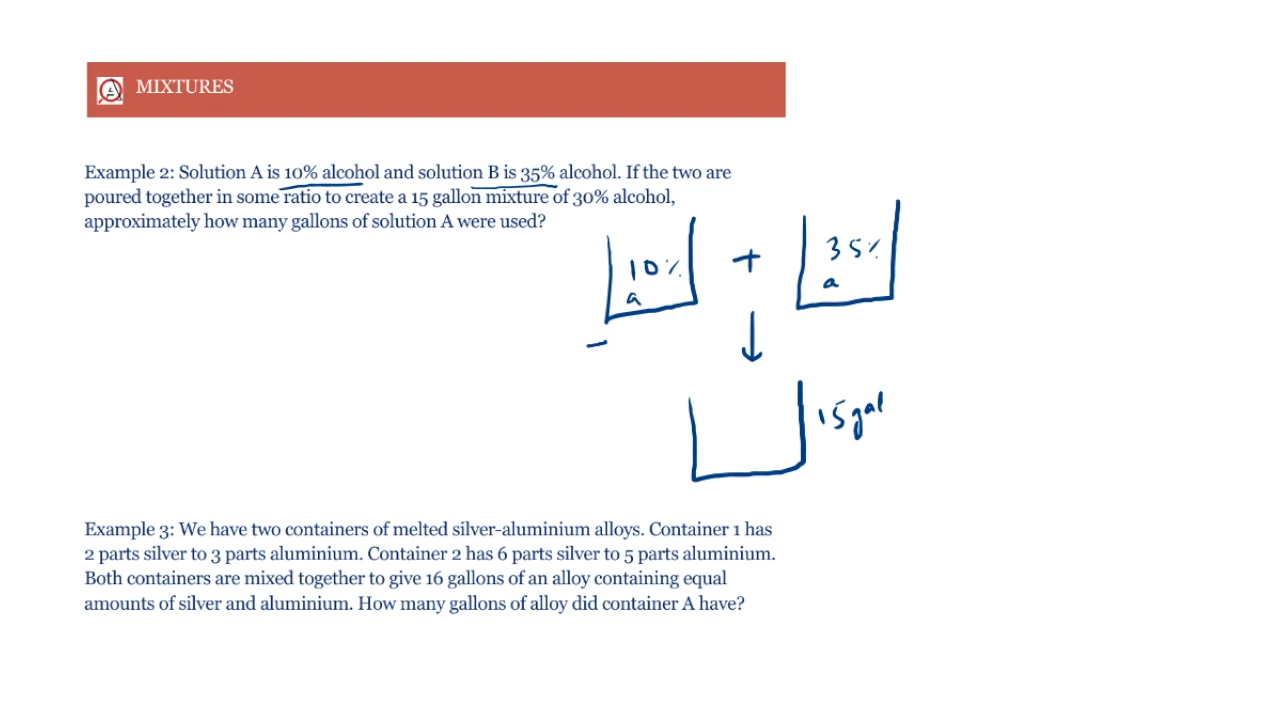 MIXTURES
Example 2: Solution A is 10% alcohol and solution B is 35% alcohol. If the two are
poured together in some ratio to create a 15 gallon mixture of 30% alcohol,
approximately how many gallons of solution A were used?
10% + 35%
a a
15 gal
Example 3: We have two containers of melted silver-aluminium alloys. Container 1 has
2 parts silver to 3 parts aluminium. Container 2 has 6 parts silver to 5 parts aluminium.
Both containers are mixed together to give 16 gallons of an alloy containing equal
amounts of silver and aluminium. How many gallons of alloy did container A have?